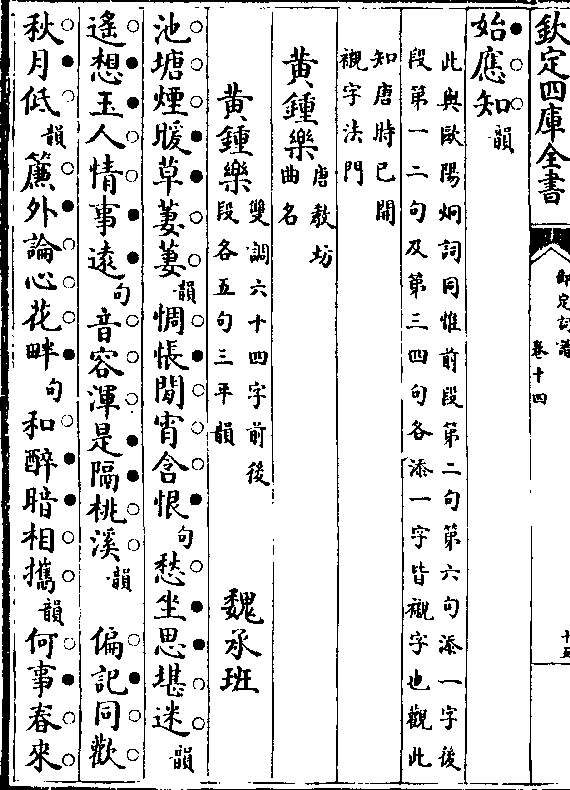 欽定四庫全書
御定詞譜
卷十四
十五
始應知韻
此與歐陽炯詞同惟前段第二句第六句添一字後
段第一二句及第三四句各添一字皆襯字也觀此
知唐時已開
襯字法門
黃鍾樂唐教坊
曲名
黃鍾樂雙調六十四字前後
段各五句三平韻
魏承班
池塘煙暖草萋萋韻惆悵閒宵含恨句愁坐思堪迷韻
遙想玉人情事遠句音容渾是隔桃溪韻 偏記同歡
秋月低韻簾外論心花畔句和醉暗相攜韻何事春來